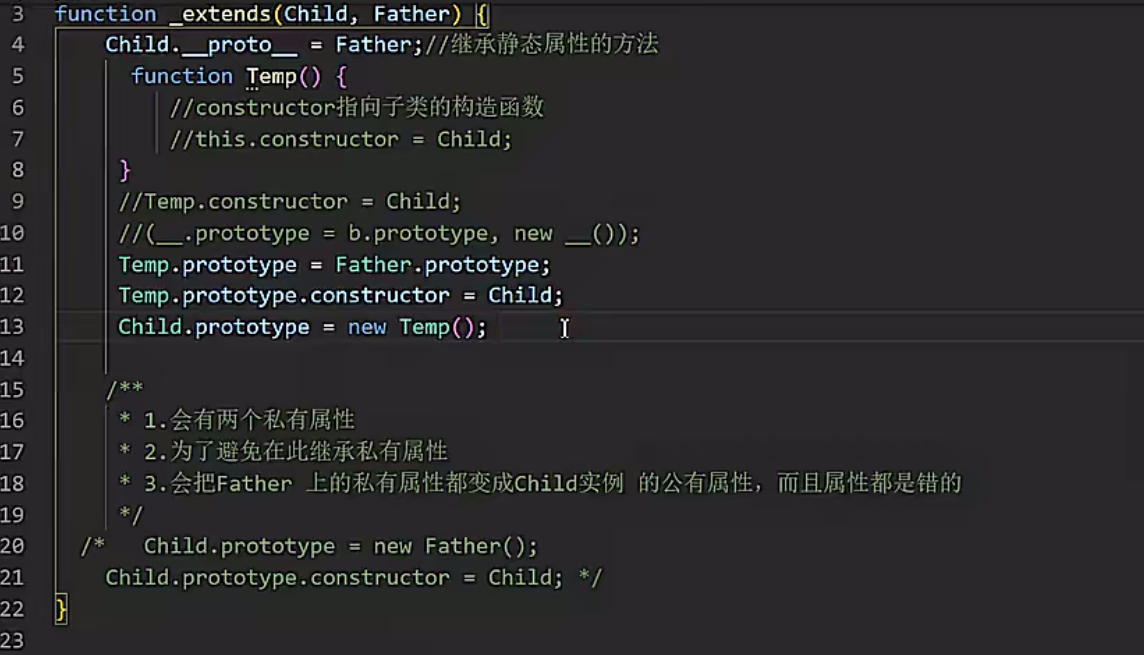 3 function _extends(Child, Father) {
4 Child.__proto__ = Father;//继承静态属性的方法
5 function Temp() {
6 //constructor指向子类的构造函数
7 //this.constructor = Child;
8 }
9 //Temp.constructor = Child;
10 //(__.prototype = b.prototype, new __());
11 Temp.prototype = Father.prototype;
12 Temp.prototype.constructor = Child;
13 Child.prototype = new Temp();
14
15 /**
16 * 1.会有两个私有属性
17 * 2.为了避免在此继承私有属性
18 * 3.会把Father 上的私有属性都变成Child实例 的公有属性，而且属性都是错的
19 */
20 /* Child.prototype = new Father();
21 Child.prototype.constructor = Child; */
22 }
23